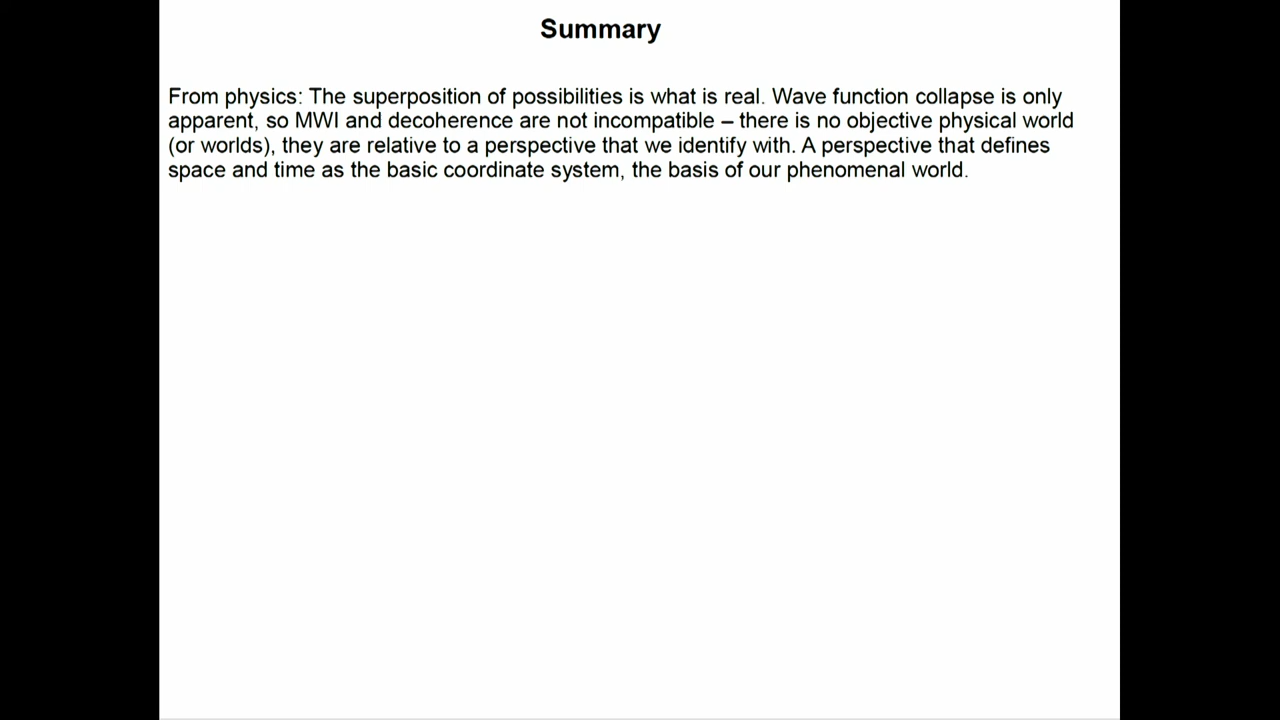 Summary
From physics: The superposition of possibilities is what is real. Wave function collapse is only
apparent, so MWI and decoherence are not incompatible – there is no objective physical world
(or worlds), they are relative to a perspective that we identify with. A perspective that defines
space and time as the basic coordinate system, the basis of our phenomenal world.